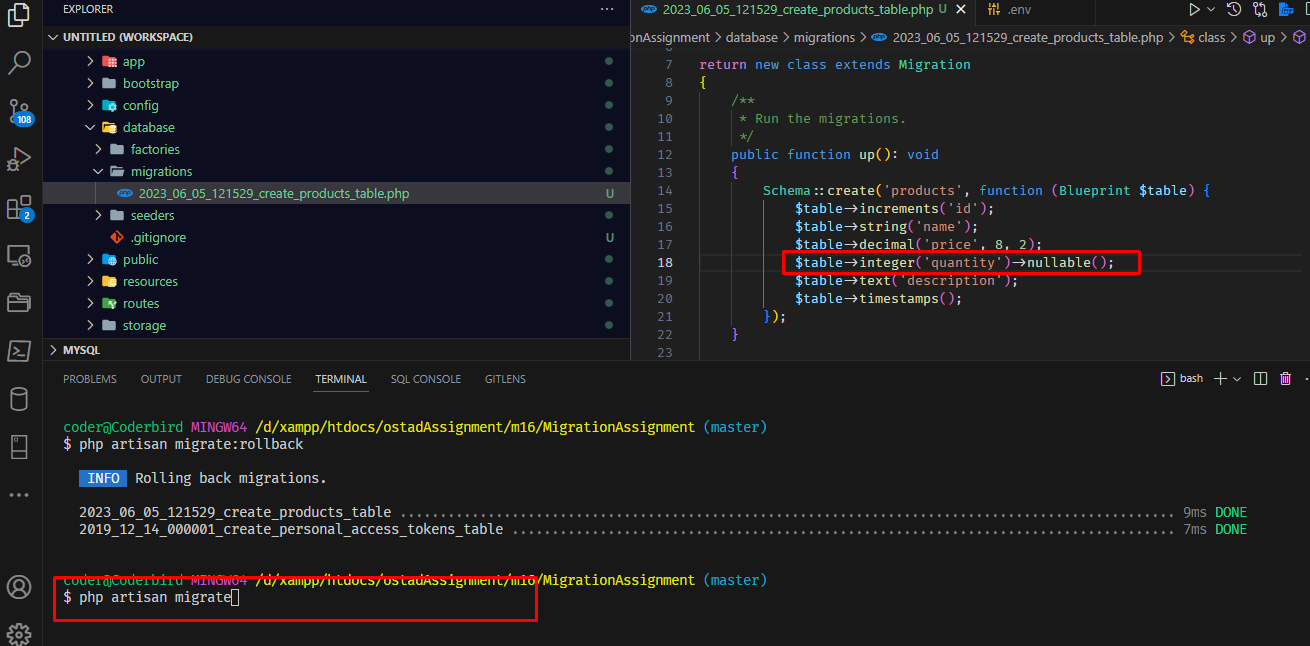 EXPLORER
UNTITLED (WORKSPACE)
app
bootstrap
config
database
factories
migrations
2023_06_05_121529_create_products_table.php U
seeders
.gitignore U
public
resources
routes
storage
MYSQL
108
2
php 2023_06_05_121529_create_products_table.php U
.env
onAssignment > database > migrations > php 2023_06_05_121529_create_products_table.php > class > up >
7 return new class extends Migration
8 {
9 /**
10 * Run the migrations.
11 */
12 public function up(): void
13 {
14 Schema::create('products', function (Blueprint $table) {
15 $table->increments('id');
16 $table->string('name');
17 $table->decimal('price', 8, 2);
18 $table->integer('quantity')->nullable();
19 $table->text('description');
20 $table->timestamps();
21 });
22 }
23
PROBLEMS OUTPUT DEBUG CONSOLE TERMINAL SQL CONSOLE GITLENS
bash
coder@Coderbird MINGW64 /d/xampp/htdocs/ostadAssignment/m16/MigrationAssignment (master)
$ php artisan migrate:rollback
INFO Rolling back migrations.
2023_06_05_121529_create_products_table ................................................................................................. 9ms DONE
2019_12_14_000001_create_personal_access_tokens_table ................................................................................... 7ms DONE
coder@Coderbird MINGW64 /d/xampp/htdocs/ostadAssignment/m16/MigrationAssignment (master)
$ php artisan migrate